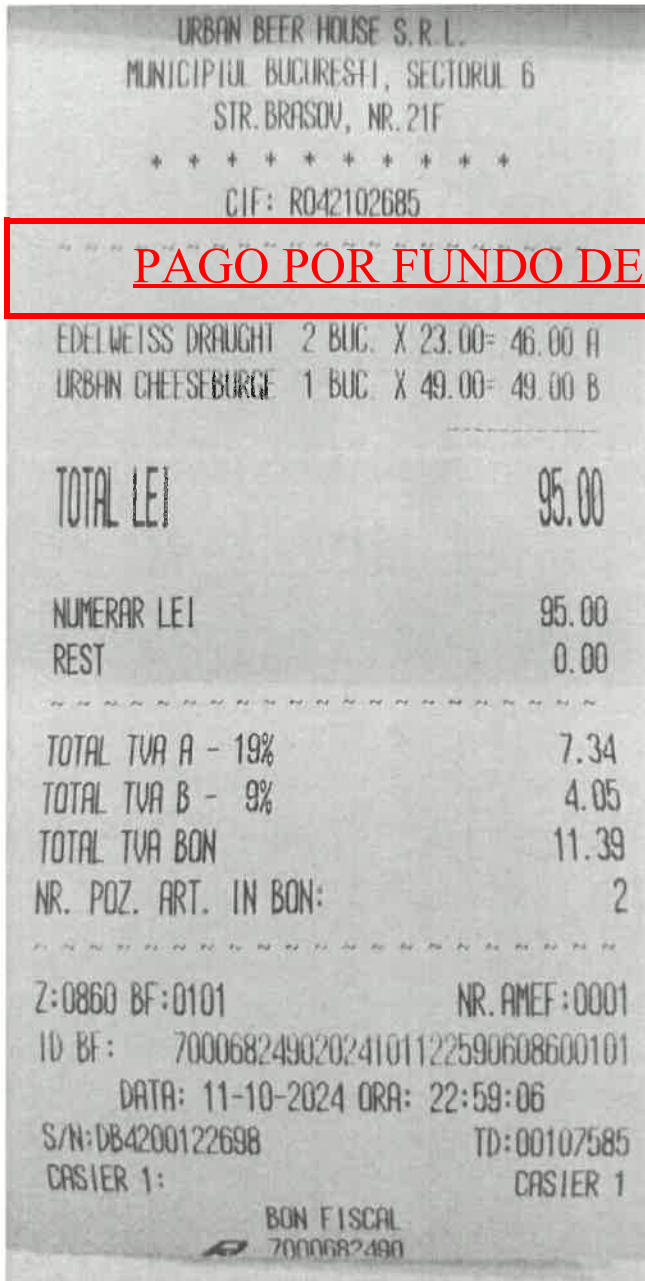 URBAN BEER HOUSE S.R.L.
MUNICIPIUL BUCURESTI, SECTORUL 6
STR.BRASOV, NR.21F
* * * * * * * * * *
CIF: RO42102685
PAGO POR FUNDO DE
EDELWEISS DRAUGHT 2 BUC. X 23.00= 46.00 A
URBAN CHEESEBURGE 1 BUC X 49.00= 49.00 B
TOTAL LEI 95.00
NUMERAR LEI 95.00
REST 0.00
TOTAL TVA A - 19% 7.34
TOTAL TVA B - 9% 4.05
TOTAL TVA BON 11.39
NR. POZ. ART. IN BON: 2
Z:0860 BF:0101 NR.AMEF:0001
ID BF: 70006824902024101122590608600101
DATA: 11-10-2024 ORA: 22:59:06
S/N:DB4200122698 TD:00107585
CASIER 1: CASIER 1
BON FISCAL
7000682490